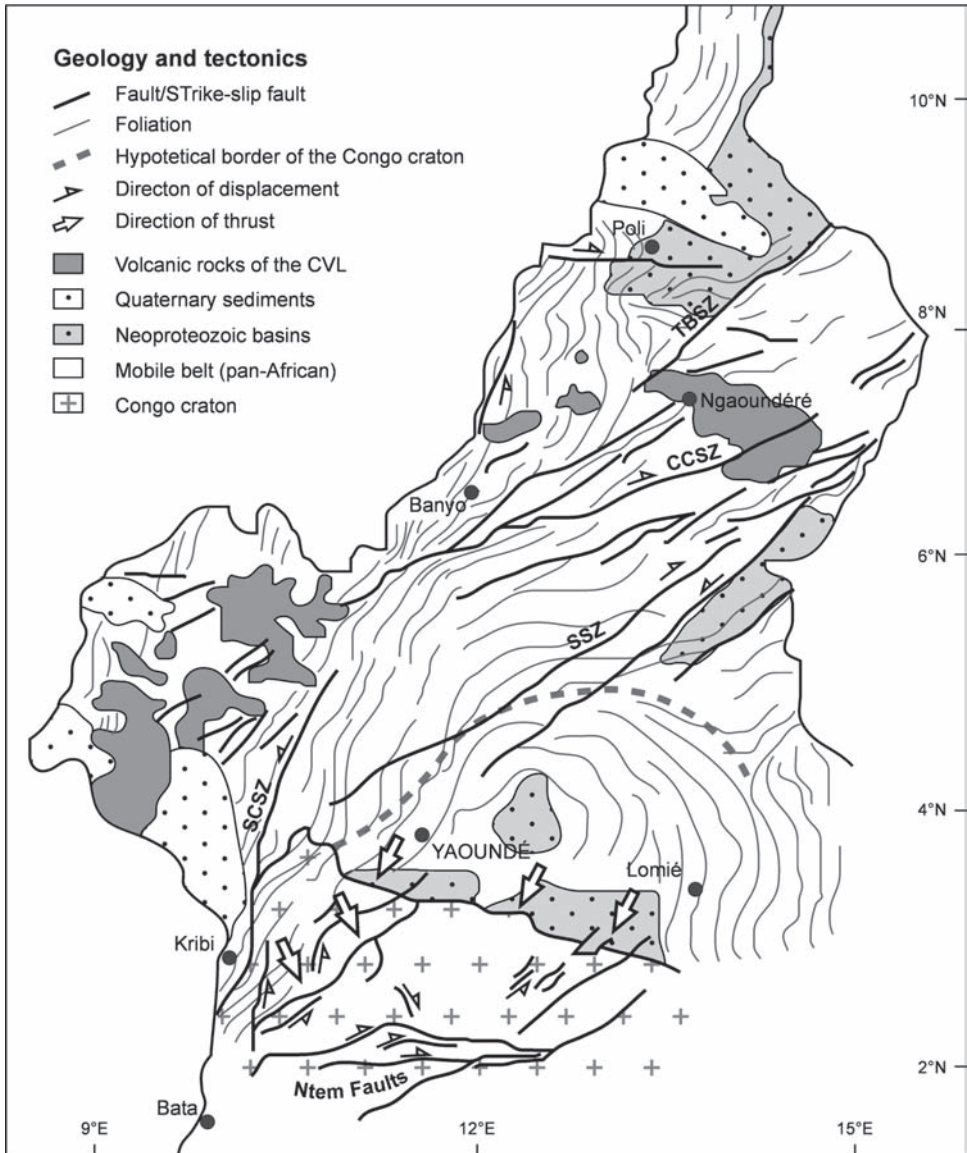 Geology and tectonics
Fault/STrike-slip fault
Foliation
Hypotetical border of the Congo craton
Directon of displacement
Direction of thrust
Volcanic rocks of the CVL
Quaternary sediments
Neoproteozoic basins
Mobile belt (pan-African)
Congo craton
10°N
Poli
8°N
TBSZ
Ngaoundéré
CCSZ
Banyo
6°N
SSZ
SCSZ
4°N
YAOUNDÉ
Lomié
Kribi
2°N
Ntem Faults
Bata
9°E
12°E
15°E